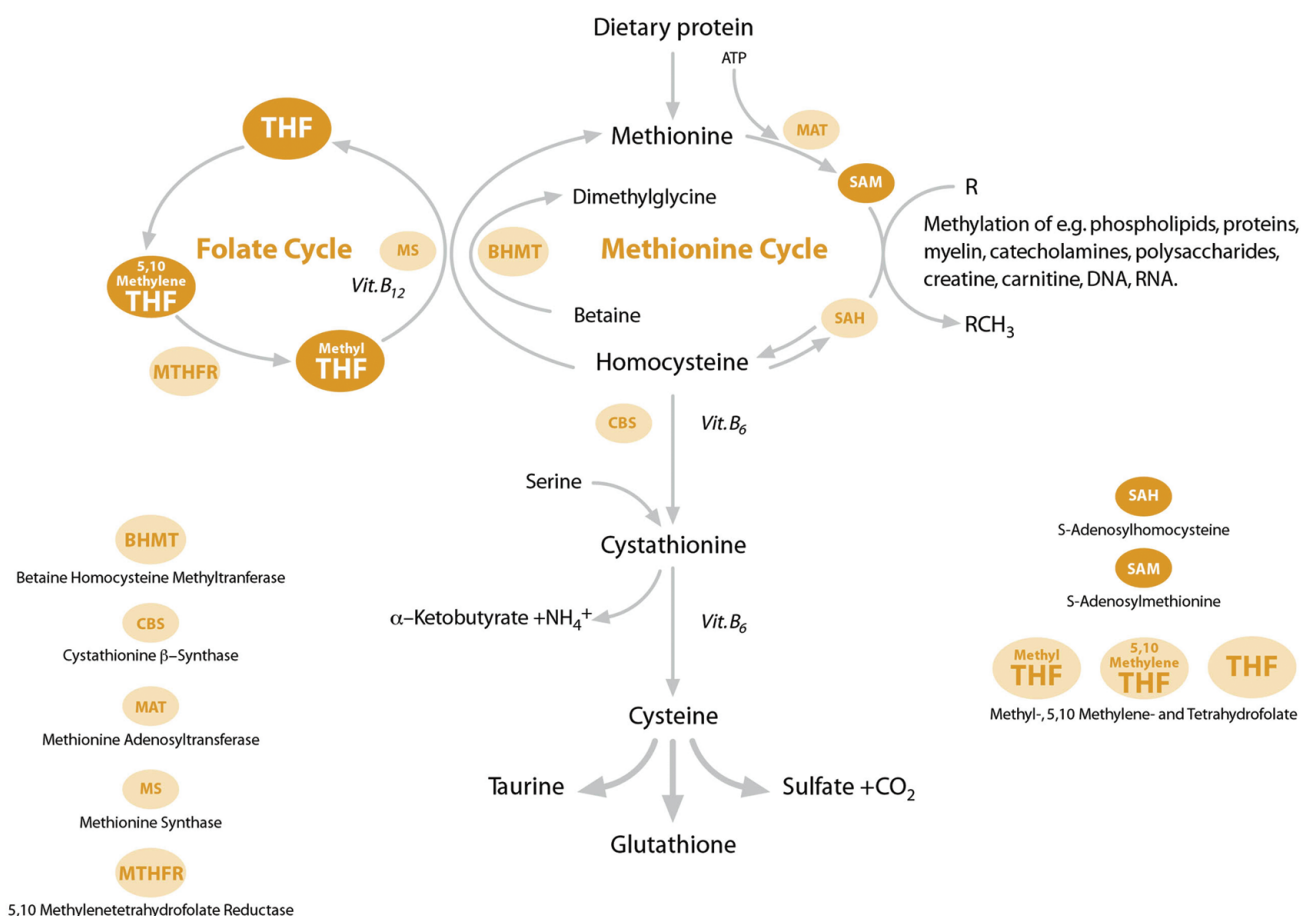 Dietary protein
ATP
MAT
Methionine
SAM
THF
Dimethylglycine
R
Methylation of e.g. phospholipids, proteins,
myelin, catecholamines, polysaccharides,
creatine, carnitine, DNA, RNA.
Folate Cycle
MS
Vit.B12
BHMT
Methionine Cycle
5,10
Methylene
THF
Betaine
SAH
RCH3
Methyl
THF
MTHFR
Homocysteine
CBS
Vit.B6
Serine
Cystathionine
α–Ketobutyrate +NH4+
Vit.B6
Cysteine
Taurine
Sulfate +CO2
Glutathione
BHMT
Betaine Homocysteine Methyltranferase
CBS
Cystathionine β–Synthase
MAT
Methionine Adenosyltransferase
MS
Methionine Synthase
MTHFR
5,10 Methylenetetrahydrofolate Reductase
SAH
S-Adenosylhomocysteine
SAM
S-Adenosylmethionine
Methyl
THF
5,10
Methylene
THF
THF
Methyl-, 5,10 Methylene- and Tetrahydrofolate